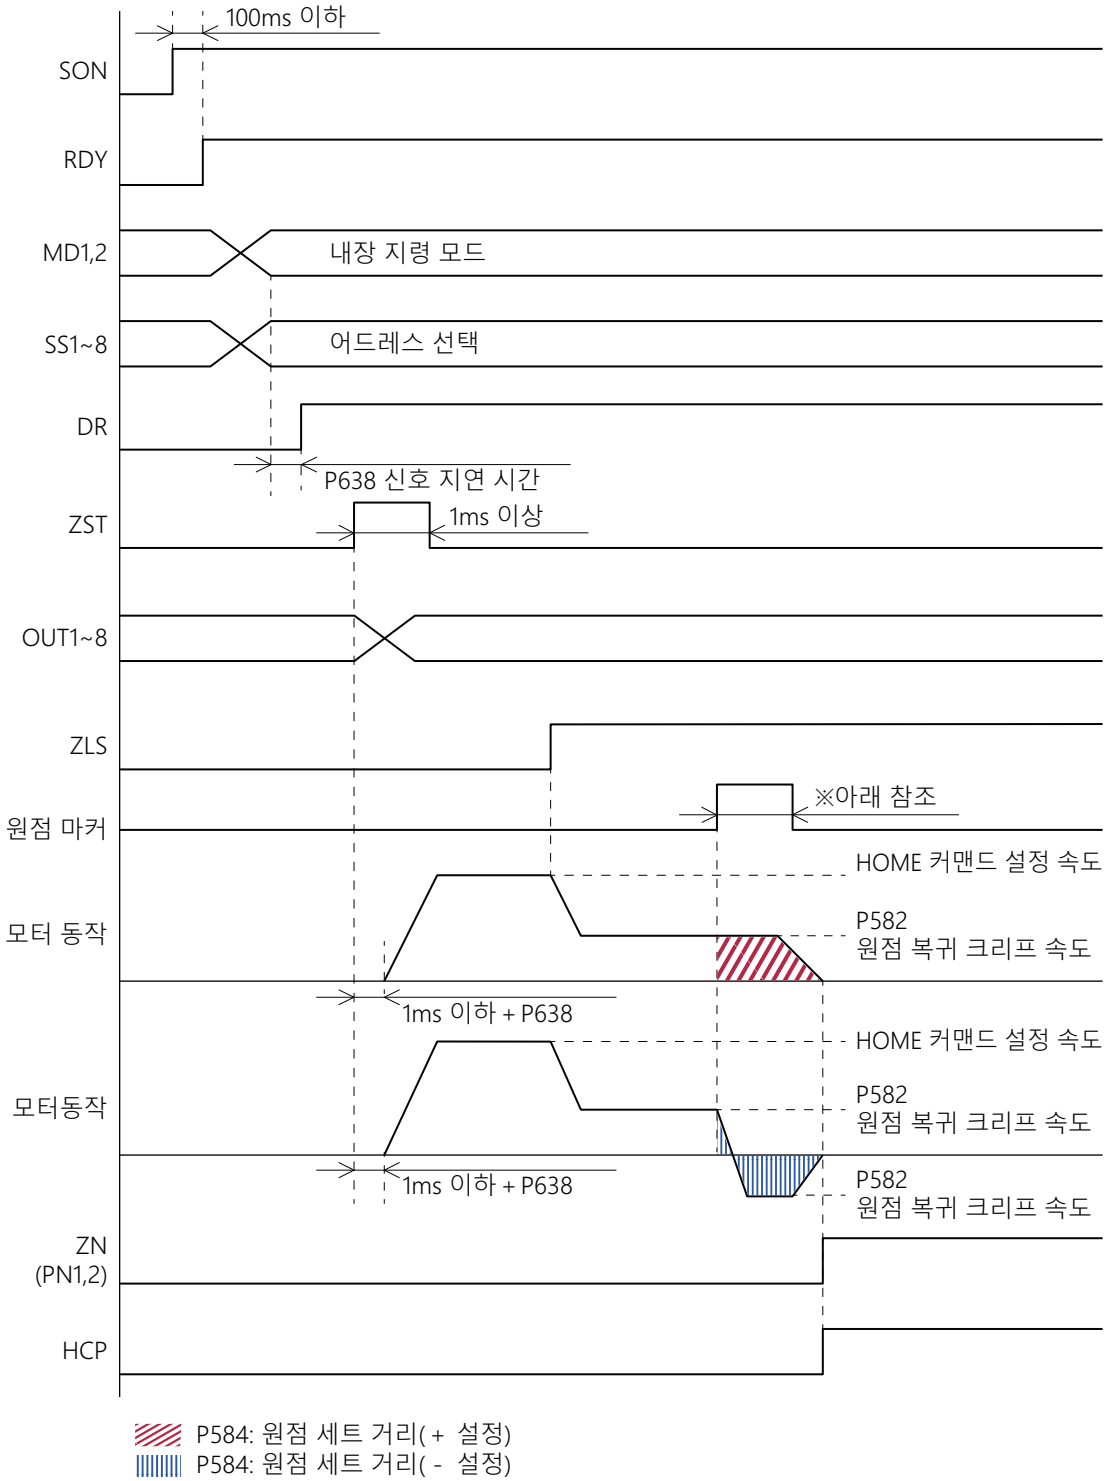 100ms 이하
SON
RDY
MD1,2
내장 지령 모드
SS1~8
어드레스 선택
DR
P638 신호 지연 시간
ZST
1ms 이상
OUT1~8
ZLS
※아래 참조
원점 마커
HOME 커맨드 설정 속도
모터 동작
P582
원점 복귀 크리프 속도
1ms 이하 + P638
HOME 커맨드 설정 속도
모터동작
P582
원점 복귀 크리프 속도
1ms 이하 + P638
P582
원점 복귀 크리프 속도
ZN
(PN1,2)
HCP
P584: 원점 세트 거리( + 설정)
P584: 원점 세트 거리( - 설정)